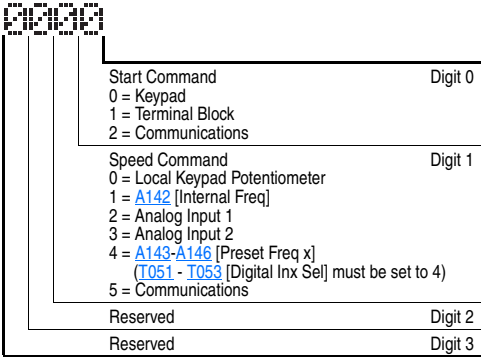 0000
Start Command Digit 0
0 = Keypad
1 = Terminal Block
2 = Communications
Speed Command Digit 1
0 = Local Keypad Potentiometer
1 = A142 [Internal Freq]
2 = Analog Input 1
3 = Analog Input 2
4 = A143-A146 [Preset Freq x]
(T051 - T053 [Digital Inx Sel] must be set to 4)
5 = Communications
Reserved Digit 2
Reserved Digit 3